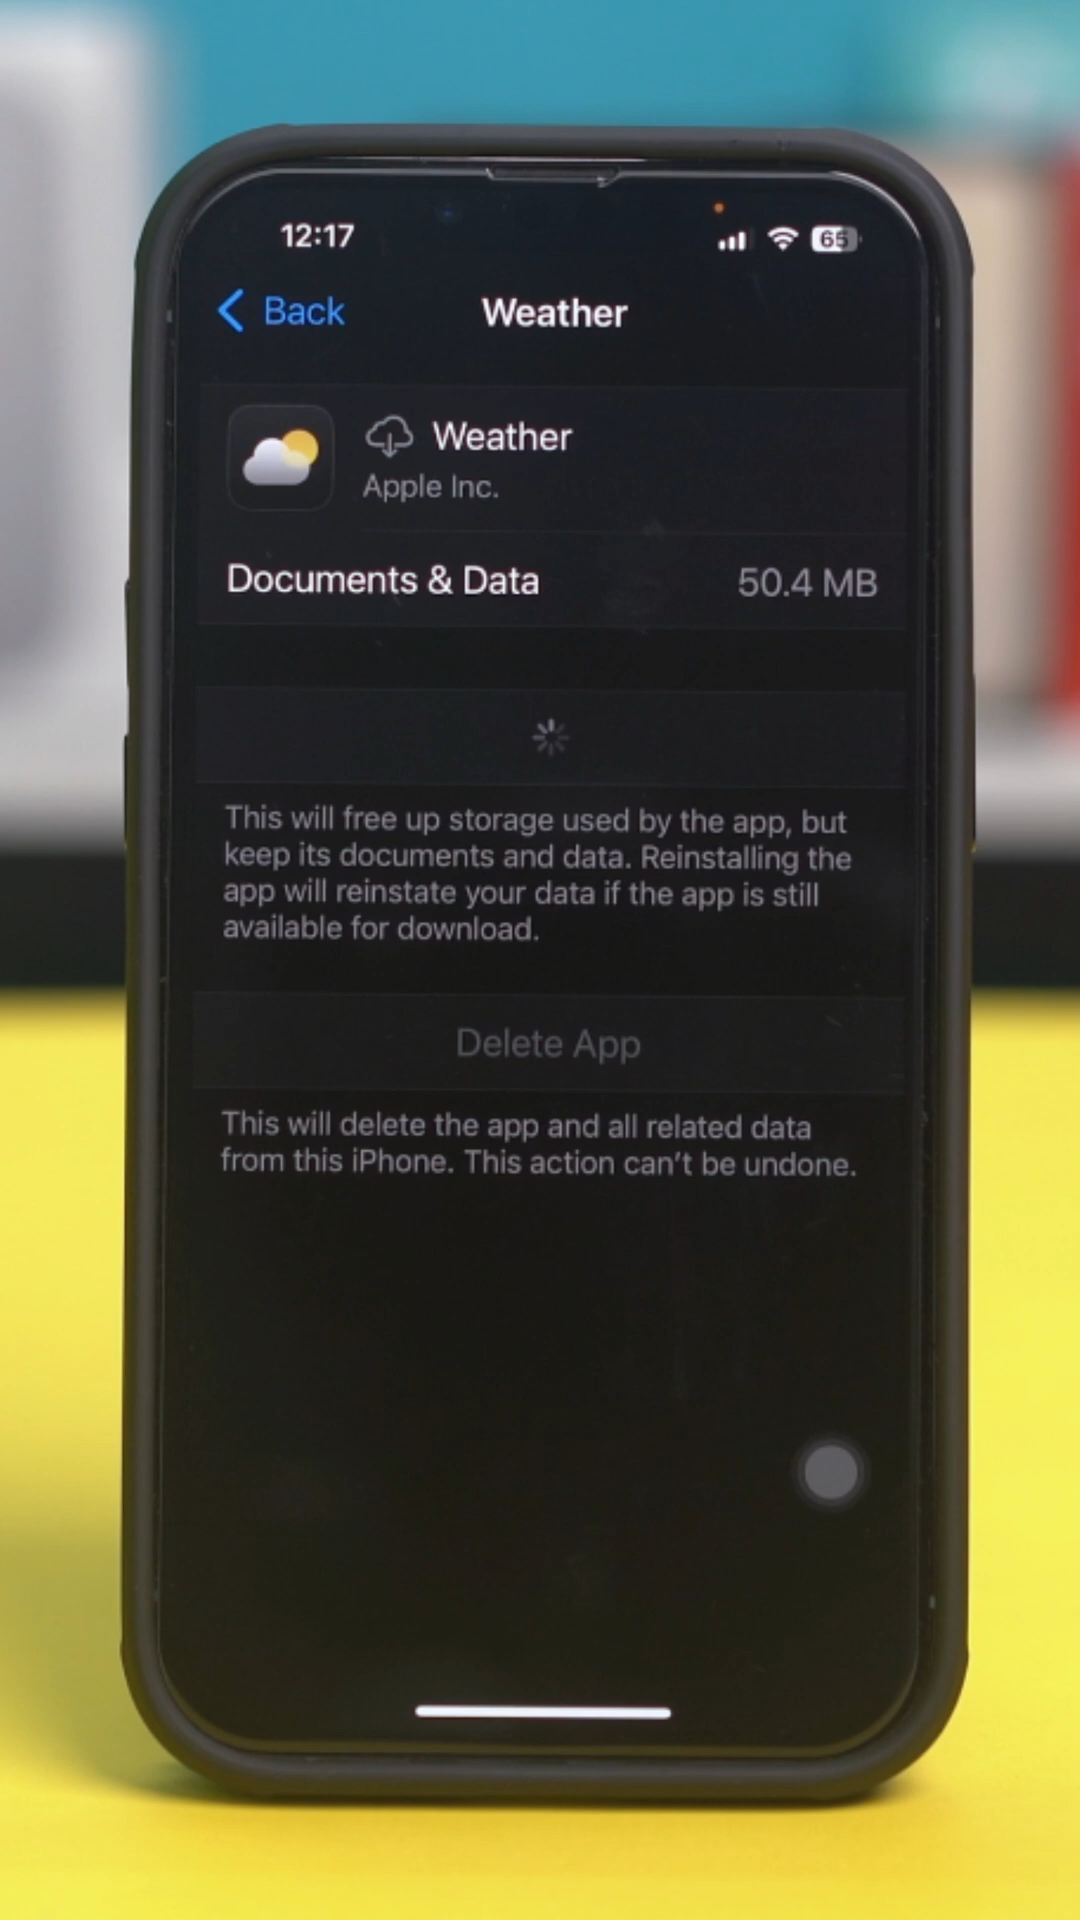 12:17
65
Back
Weather
Weather
Apple Inc.
Documents & Data
50.4 MB
This will free up storage used by the app, but
keep its documents and data. Reinstalling the
app will reinstate your data if the app is still
available for download.
Delete App
This will delete the app and all related data
from this iPhone. This action can't be undone.